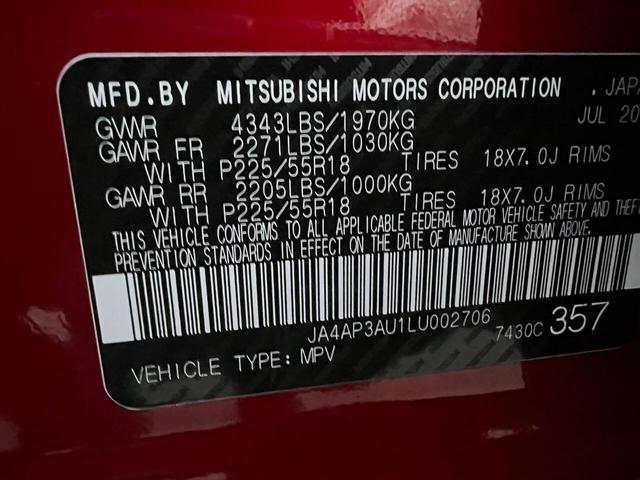 MFD.BY MITSUBISHI MOTORS CORPORATION . JAPA
GVWR 4343LBS/1970KG JUL 20
GAWR FR 2271LBS/1030KG
WITH P225/55R18 TIRES 18X7.0J RIMS
GAWR RR 2205LBS/1000KG
WITH P225/55R18 TIRES 18X7.0J RIMS
THIS VEHICLE CONFORMS TO ALL APPLICABLE FEDERAL MOTOR VEHICLE SAFETY AND THEFT
PREVENTION STANDARDS IN EFFECT ON THE DATE OF MANUFACTURE SHOWN ABOVE.
JA4AP3AU1LU002706 7430C 357
VEHICLE TYPE: MPV